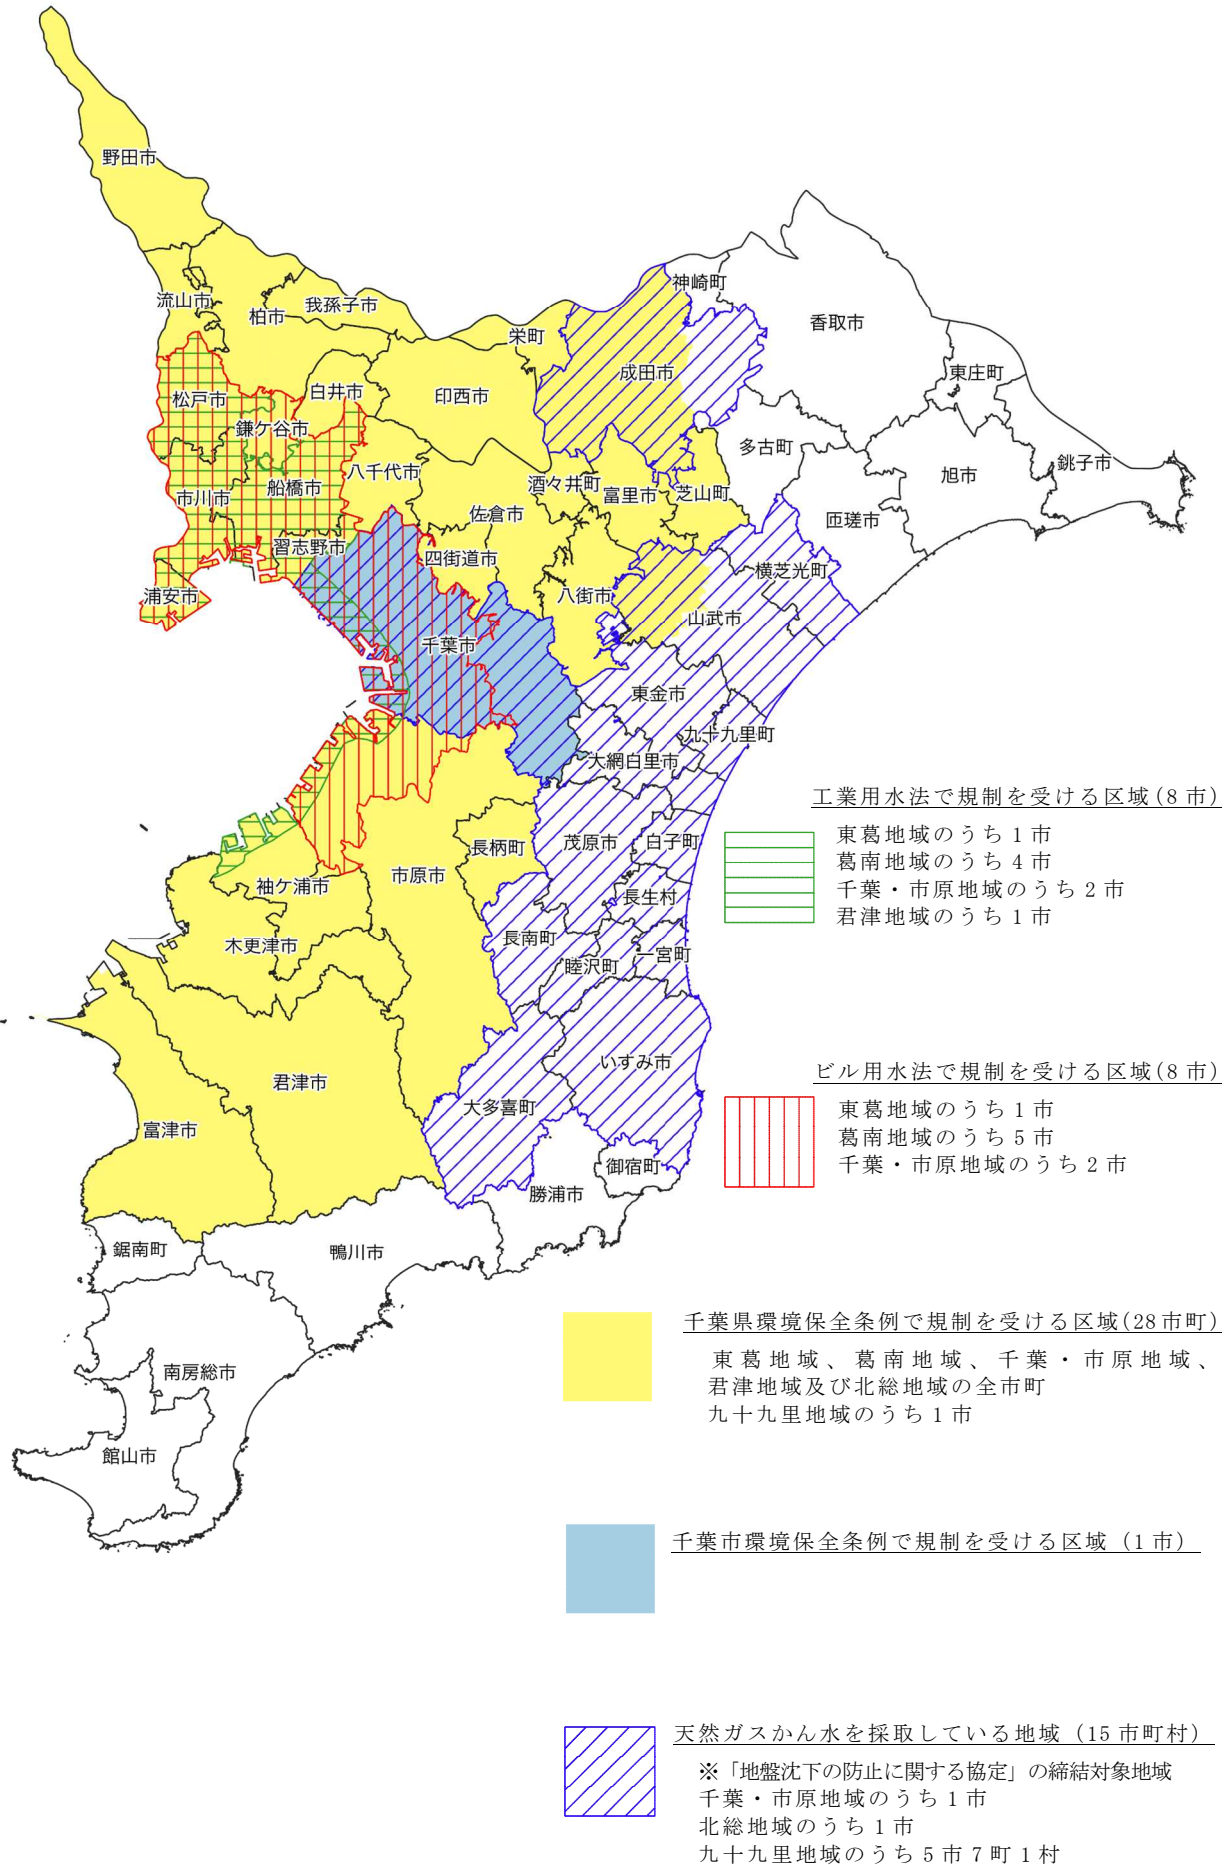 野田市
流山市
柏市
我孫子市
神崎町
香取市
栄町
東庄町
成田市
松戸市
白井市
印西市
鎌ケ谷市
多古町
銚子市
旭市
八千代市
市川市
船橋市
酒々井町
富里市
芝山町
匝瑳市
佐倉市
習志野市
四街道市
横芝光町
浦安市
八街市
山武市
千葉市
東金市
九十九里町
大網白里市
茂原市
白子町
長柄町
市原市
袖ケ浦市
長生村
長南町
木更津市
睦沢町
一宮町
いすみ市
君津市
大多喜町
富津市
御宿町
勝浦市
鋸南町
鴨川市
南房総市
館山市
工業用水法で規制を受ける区域(8市)
東葛地域のうち1市
葛南地域のうち4市
千葉・市原地域のうち2市
君津地域のうち1市
ビル用水法で規制を受ける区域(8市)
東葛地域のうち1市
葛南地域のうち5市
千葉・市原地域のうち2市
千葉県環境保全条例で規制を受ける区域(28市町)
東葛地域、葛南地域、千葉・市原地域、
君津地域及び北総地域の全市町
九十九里地域のうち1市
千葉市環境保全条例で規制を受ける区域（1市）
天然ガスかん水を採取している地域（15市町村）
※「地盤沈下の防止に関する協定」の締結対象地域
千葉・市原地域のうち1市
北総地域のうち1市
九十九里地域のうち5市7町1村